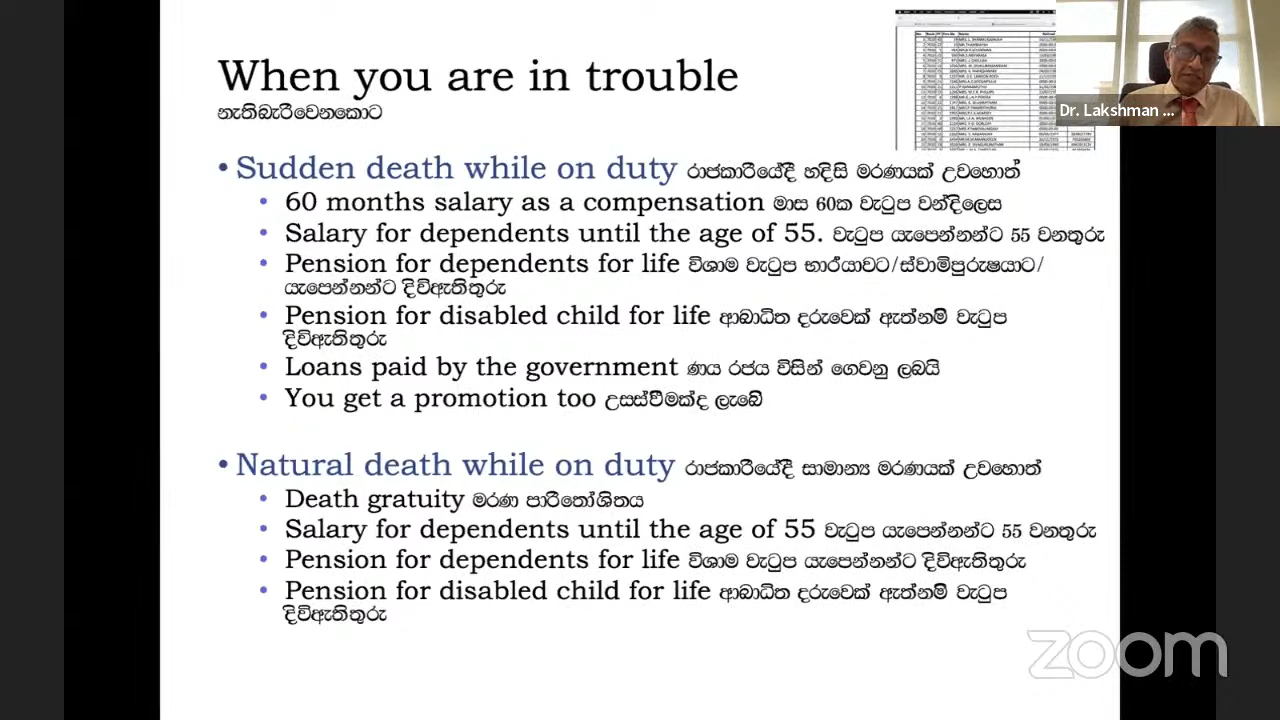 When you are in trouble
නැතිබැරිවෙනකොට
Dr. Lakshman ...
• Sudden death while on duty රාජකාරියේදී හදිසි මරණයක් උවහොත්
• 60 months salary as a compensation මාස 60ක වැටුප වන්දිලෙස
• Salary for dependents until the age of 55. වැටුප යැපෙන්නන්ට 55 වනතුරු
• Pension for dependents for life විශාම වැටුප භාර්යාවට/ස්වාමිපුරුෂයාට/
යැපෙන්නන්ට දිවිඇතිතුරු
• Pension for disabled child for life ආබාධිත දරුවෙක් ඇත්නම් වැටුප
දිවිඇතිතුරු
• Loans paid by the government ණය රජය විසින් ගෙවනු ලබයි
• You get a promotion too උසස්වීමක්ද ලැබේ
• Natural death while on duty රාජකාරියේදී සාමාන්‍ය මරණයක් උවහොත්
• Death gratuity මරණ පාරිතෝශිතය
• Salary for dependents until the age of 55 වැටුප යැපෙන්නන්ට 55 වනතුරු
• Pension for dependents for life විශාම වැටුප යැපෙන්නන්ට දිවිඇතිතුරු
• Pension for disabled child for life ආබාධිත දරුවෙක් ඇත්නම් වැටුප
දිවිඇතිතුරු
zoom